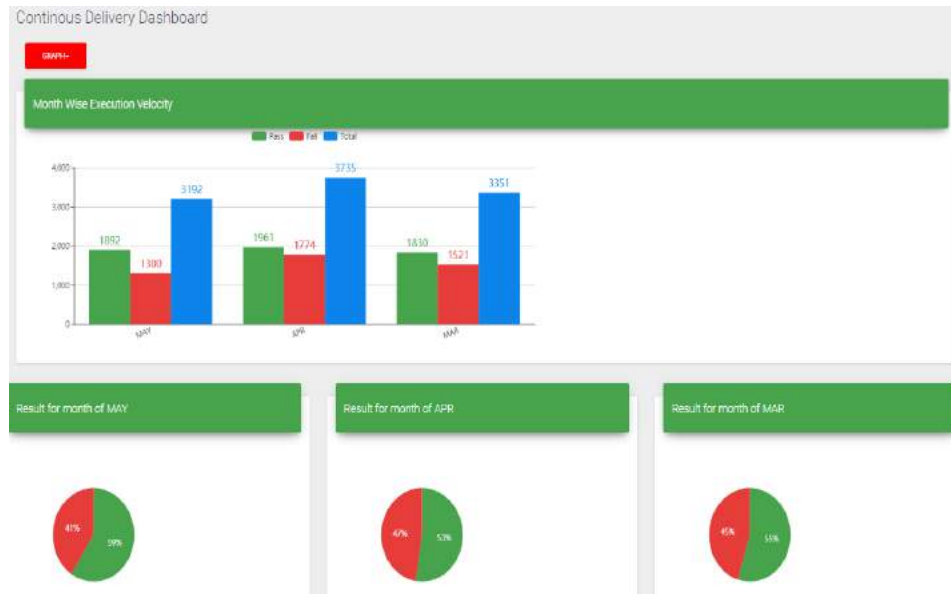 Continous Delivery Dashboard
GRAPH
Month Wise Execution Velocity
Pass Fail Total
4,000
3,000
2,000
1,000
0
1892 1300 3192
1961 1774 3735
1830 1521 3351
MAY APR MAR
Result for month of MAY Result for month of APR Result for month of MAR
41% 59% 47% 53% 45% 55%